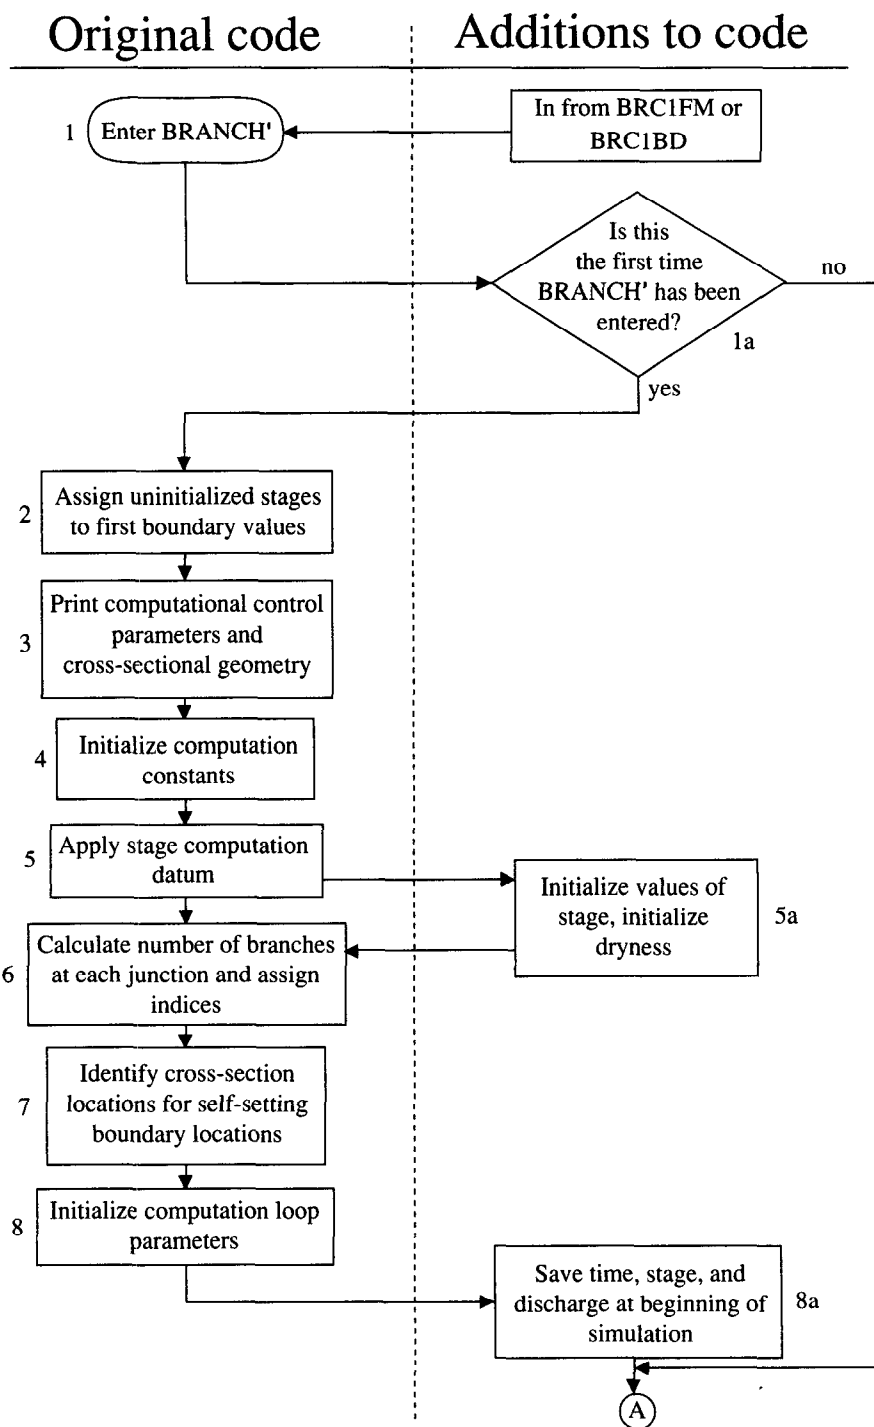 Original code
Additions to code
1
Enter BRANCH'
In from BRC1FM or
BRC1BD
Is this
the first time
BRANCH' has been
entered?
no
1a
yes
2
Assign uninitialized stages
to first boundary values
3
Print computational control
parameters and
cross-sectional geometry
4
Initialize computation
constants
5
Apply stage computation
datum
Initialize values of
stage, initialize
dryness
5a
6
Calculate number of branches
at each junction and assign
indices
7
Identify cross-section
locations for self-setting
boundary locations
8
Initialize computation loop
parameters
Save time, stage, and
discharge at beginning of
simulation
8a
A